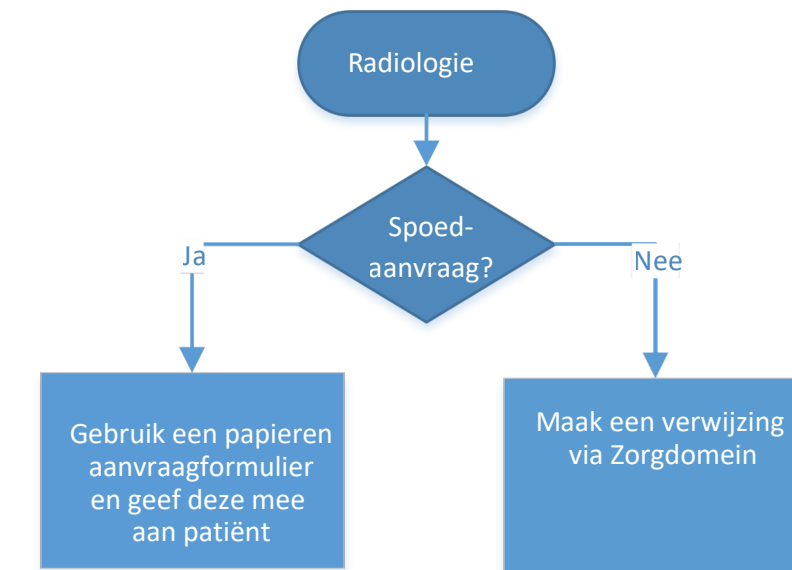 Radiologie
Spoed-
aanvraag?
Ja
Nee
Gebruik een papieren
aanvraagformulier
en geef deze mee
aan patiënt
Maak een verwijzing
via Zorgdomein